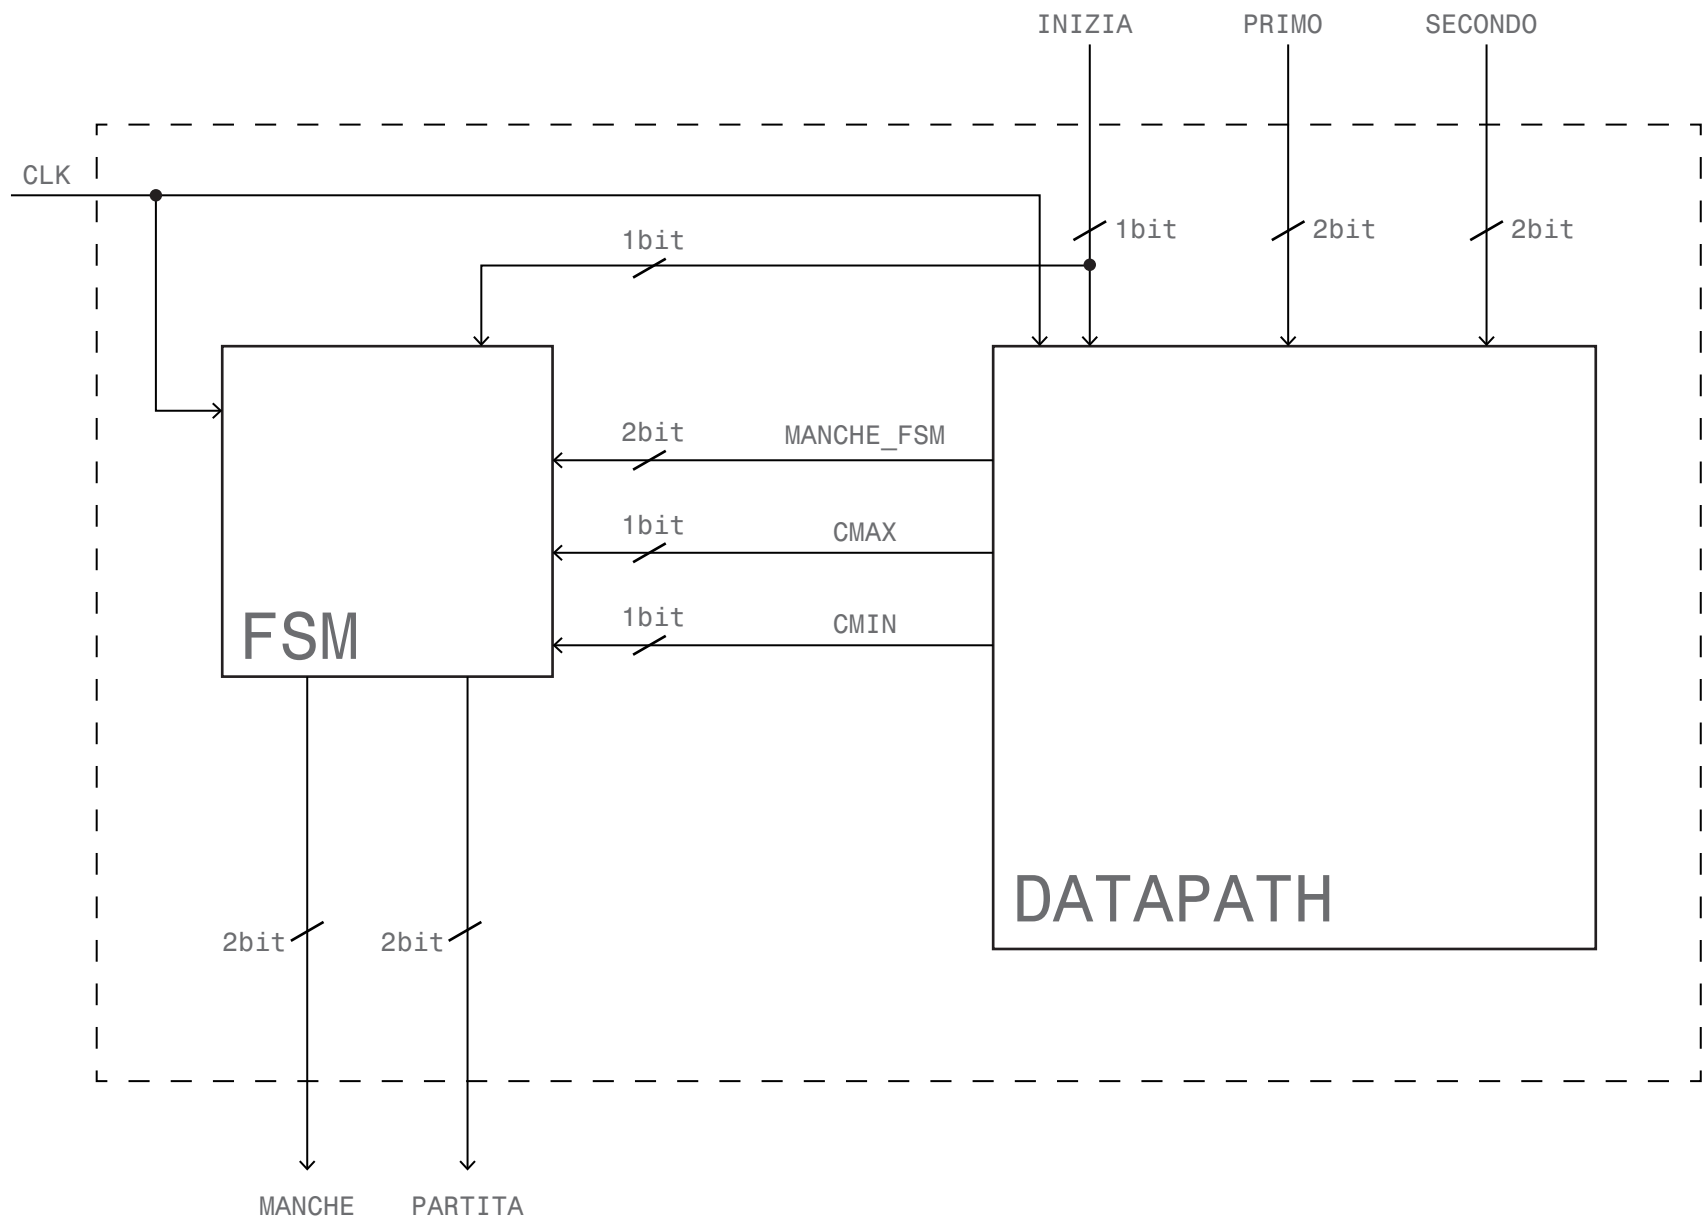 INIZIA PRIMO SECONDO
CLK
1bit 2bit 2bit
1bit
2bit MANCHE_FSM
1bit CMAX
1bit CMIN
FSM
DATAPATH
2bit 2bit
MANCHE PARTITA